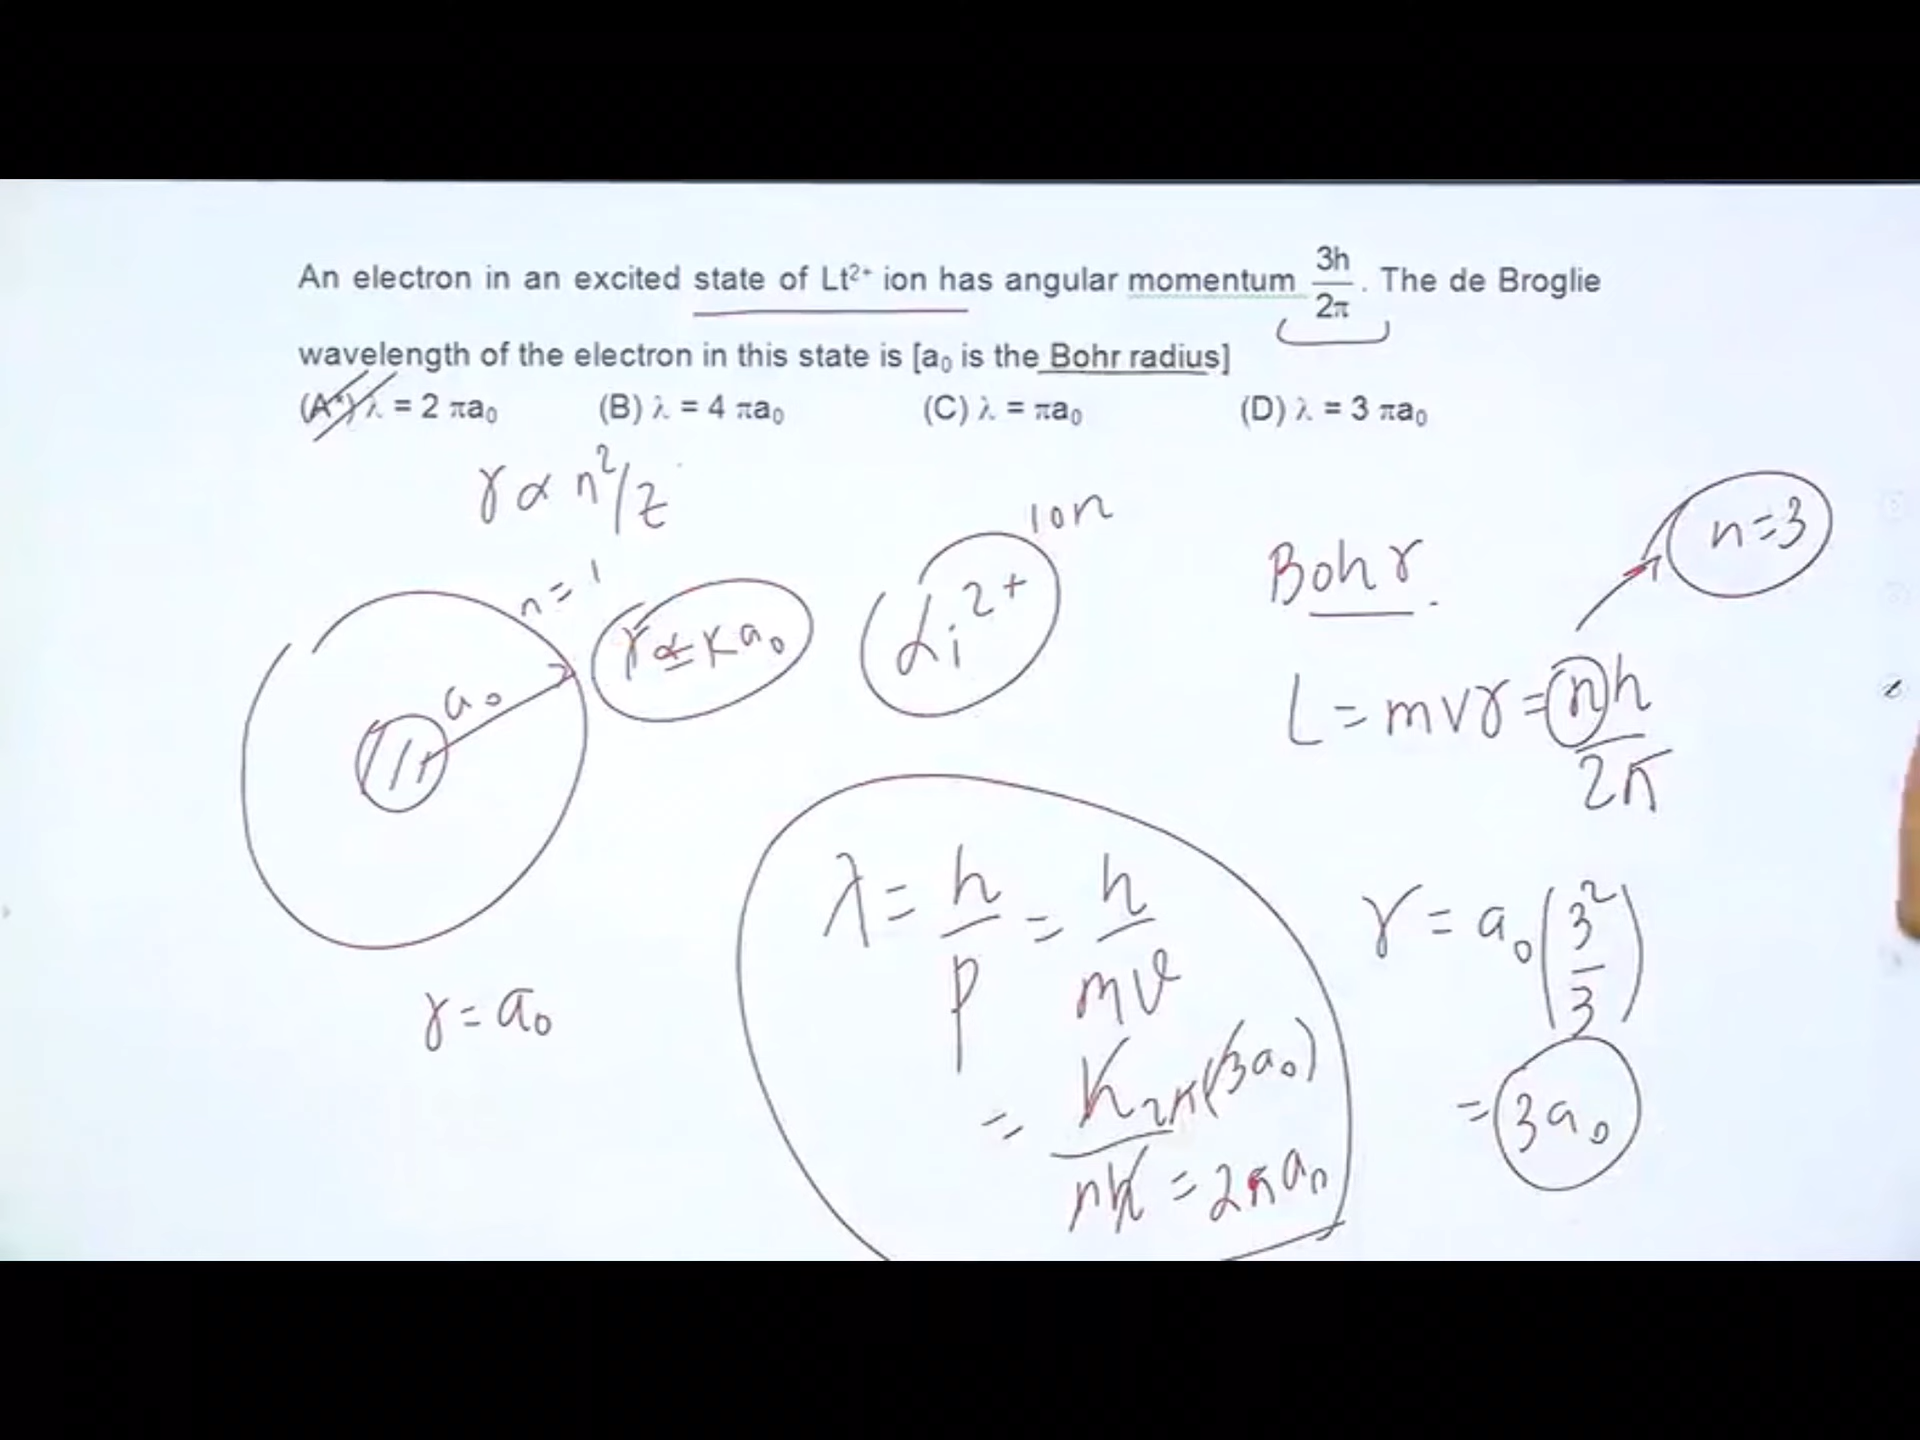 An electron in an excited state of Lt²⁺ ion has angular momentum 3h/2π. The de Broglie
wavelength of the electron in this state is [a₀ is the Bohr radius]
(A*) λ = 2 πa₀ (B) λ = 4 πa₀ (C) λ = πa₀ (D) λ = 3 πa₀
r ∝ n²/z
n = 1
a₀
r = k a₀
ion
Li²⁺
Bohr
n=3
L = mvr = nh/2π
r = a₀
λ = h/p = h/mv
= h 2π(3a₀)/nh = 2πa₀
r = a₀(3²/3)
= 3a₀